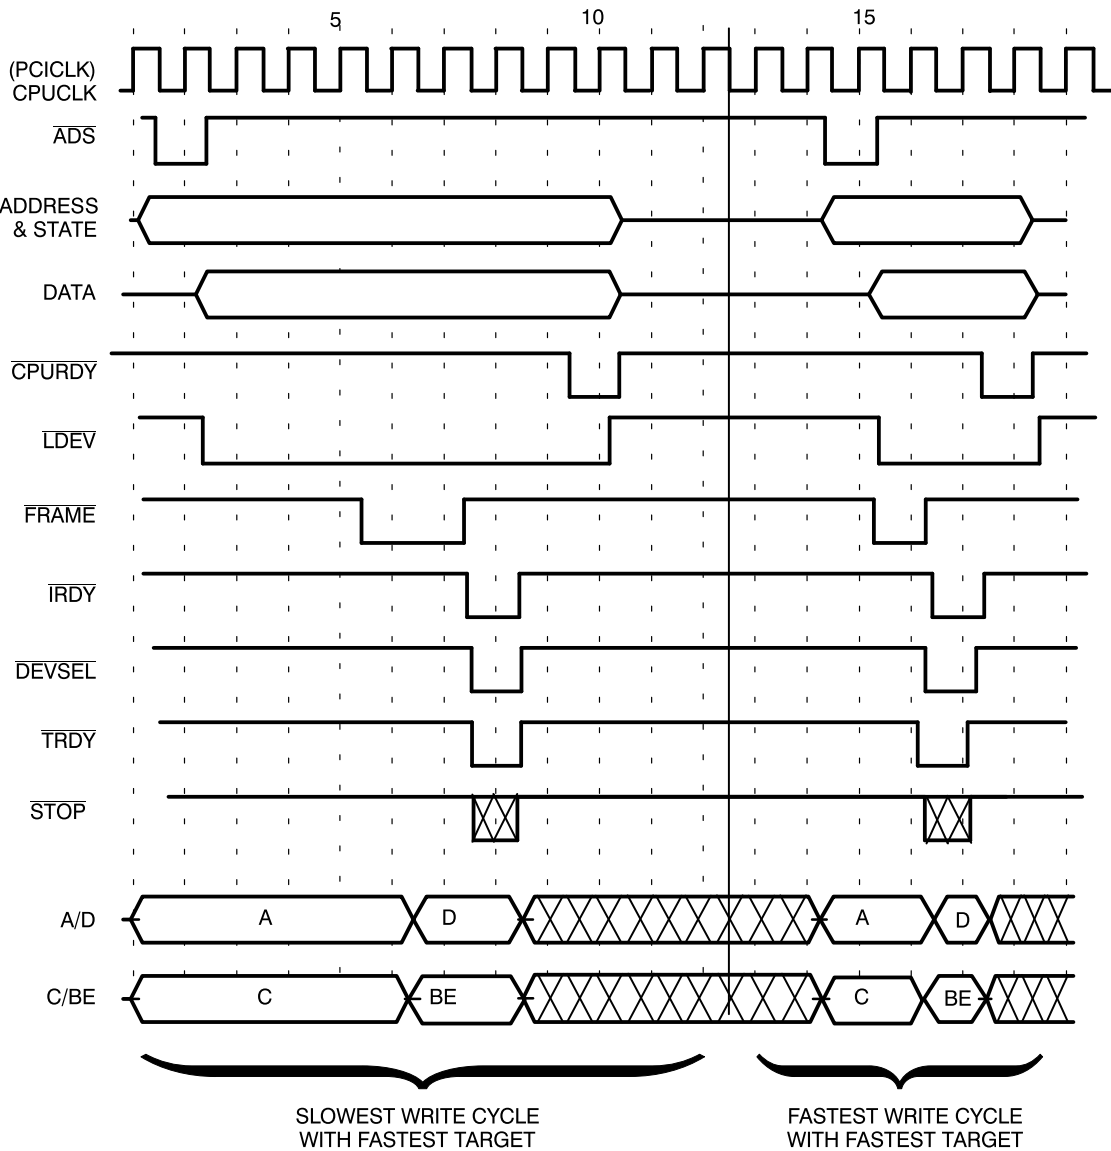 5 10 15
(PCICLK)
CPUCLK
ADS
ADDRESS
& STATE
DATA
CPURDY
LDEV
FRAME
IRDY
DEVSEL
TRDY
STOP
A/D A D A D
C/BE C BE C BE
SLOWEST WRITE CYCLE
WITH FASTEST TARGET
FASTEST WRITE CYCLE
WITH FASTEST TARGET